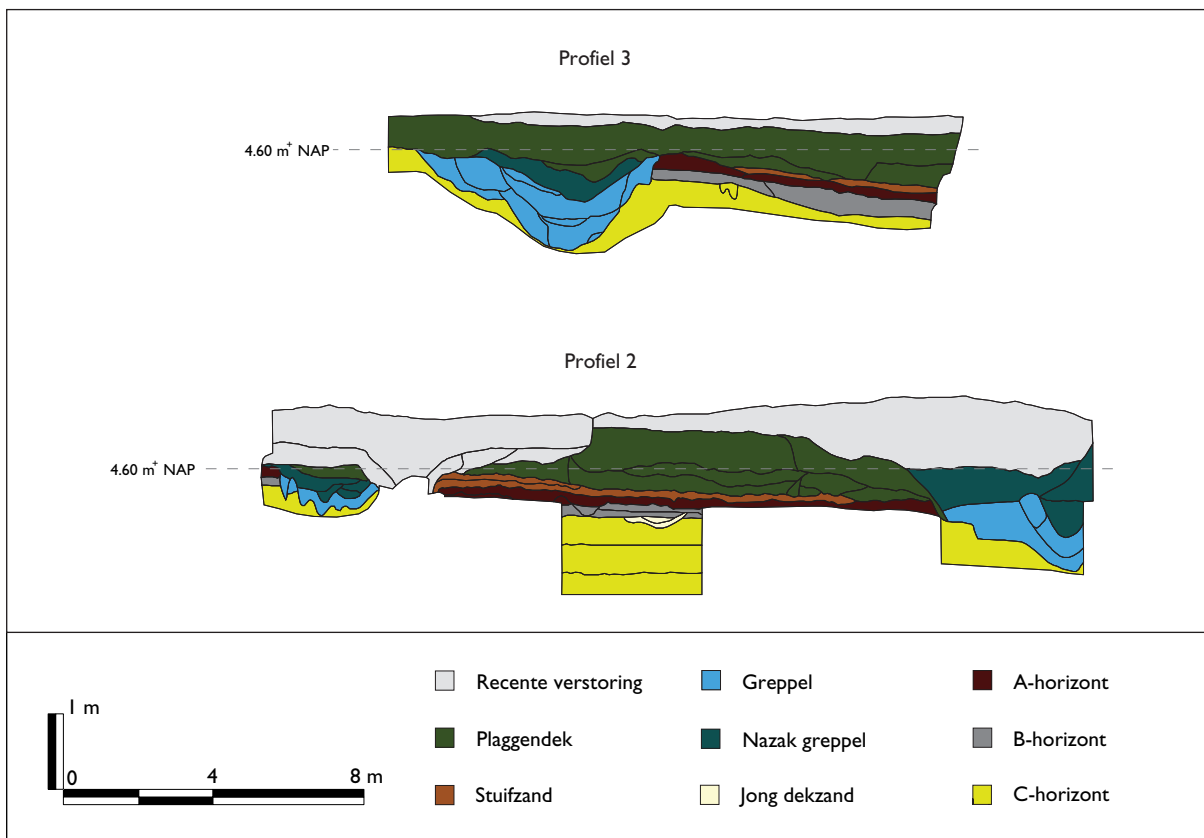 Profiel 3
4.60 m⁺ NAP
Profiel 2
4.60 m⁺ NAP
1 m
0 4 8 m
Recente verstoring
Plaggendek
Stuifzand
Greppel
Nazak greppel
Jong dekzand
A-horizont
B-horizont
C-horizont